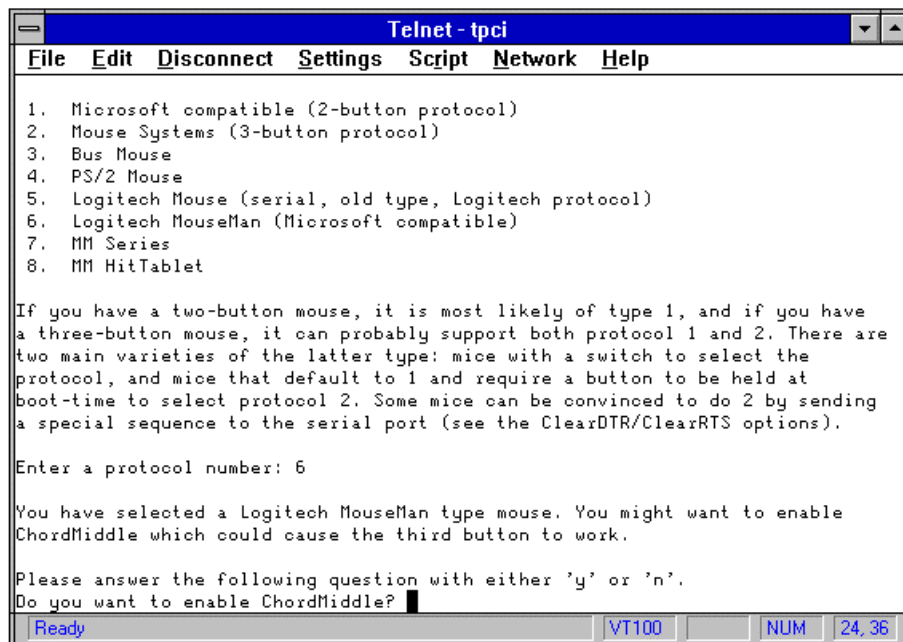 Telnet - tpci
File Edit Disconnect Settings Script Network Help
1. Microsoft compatible (2-button protocol)
2. Mouse Systems (3-button protocol)
3. Bus Mouse
4. PS/2 Mouse
5. Logitech Mouse (serial, old type, Logitech protocol)
6. Logitech MouseMan (Microsoft compatible)
7. MM Series
8. MM HitTablet
If you have a two-button mouse, it is most likely of type 1, and if you have
a three-button mouse, it can probably support both protocol 1 and 2. There are
two main varieties of the latter type: mice with a switch to select the
protocol, and mice that default to 1 and require a button to be held at
boot-time to select protocol 2. Some mice can be convinced to do 2 by sending
a special sequence to the serial port (see the ClearDTR/ClearRTS options).
Enter a protocol number: 6
You have selected a Logitech MouseMan type mouse. You might want to enable
ChordMiddle which could cause the third button to work.
Please answer the following question with either 'y' or 'n'.
Do you want to enable ChordMiddle?
Ready VT100 NUM 24, 36